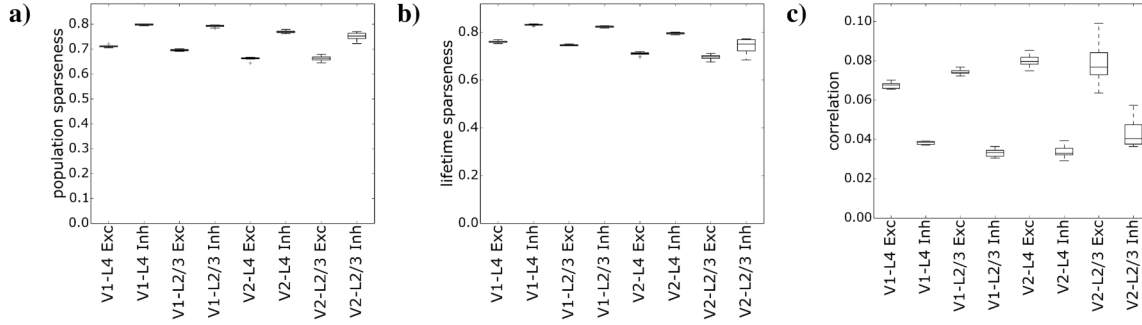 a)
population sparseness
0.8
0.7
0.6
0.5
0.4
0.3
0.2
0.1
0.0
V1-L4 Exc
V1-L4 Inh
V1-L2/3 Exc
V1-L2/3 Inh
V2-L4 Exc
V2-L4 Inh
V2-L2/3 Exc
V2-L2/3 Inh
b)
lifetime sparseness
0.8
0.6
0.4
0.2
0.0
V1-L4 Exc
V1-L4 Inh
V1-L2/3 Exc
V1-L2/3 Inh
V2-L4 Exc
V2-L4 Inh
V2-L2/3 Exc
V2-L2/3 Inh
c)
correlation
0.10
0.08
0.06
0.04
0.02
0.00
V1-L4 Exc
V1-L4 Inh
V1-L2/3 Exc
V1-L2/3 Inh
V2-L4 Exc
V2-L4 Inh
V2-L2/3 Exc
V2-L2/3 Inh